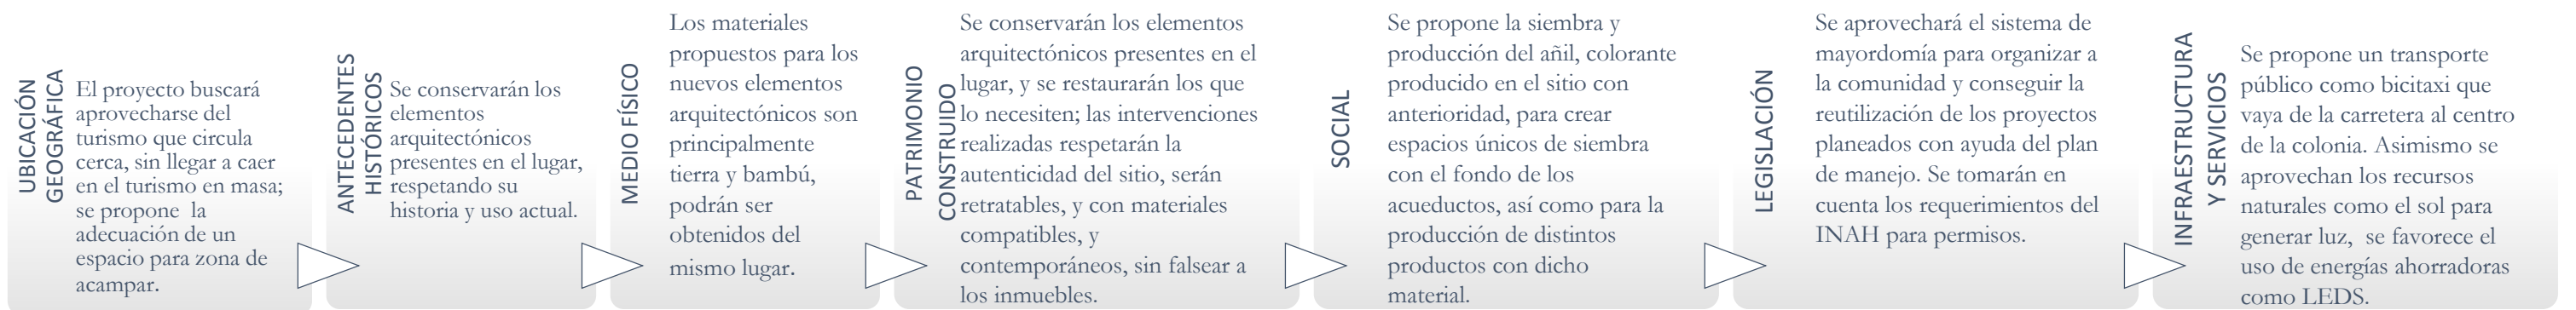 UBICACIÓN
GEOGRÁFICA
El proyecto buscará
aprovecharse del
turismo que circula
cerca, sin llegar a caer
en el turismo en masa;
se propone la
adecuación de un
espacio para zona de
acampar.
ANTECEDENTES
HISTÓRICOS
Se conservarán los
elementos
arquitectónicos
presentes en el lugar,
respetando su
historia y uso actual.
MEDIO FÍSICO
Los materiales
propuestos para los
nuevos elementos
arquitectónicos son
principalmente
tierra y bambú,
podrán ser
obtenidos del
mismo lugar.
PATRIMONIO
CONSTRUIDO
Se conservarán los elementos
arquitectónicos presentes en el
lugar, y se restaurarán los que
lo necesiten; las intervenciones
realizadas respetarán la
autenticidad del sitio, serán
retratables, y con materiales
compatibles, y
contemporáneos, sin falsear a
los inmuebles.
SOCIAL
Se propone la siembra y
producción del añil, colorante
producido en el sitio con
anterioridad, para crear
espacios únicos de siembra
con el fondo de los
acueductos, así como para la
producción de distintos
productos con dicho
material.
LEGISLACIÓN
Se aprovechará el sistema de
mayordomía para organizar a
la comunidad y conseguir la
reutilización de los proyectos
planeados con ayuda del plan
de manejo. Se tomarán en
cuenta los requerimientos del
INAH para permisos.
INFRAESTRUCTURA
Y SERVICIOS
Se propone un transporte
público como bicitaxi que
vaya de la carretera al centro
de la colonia. Asimismo se
aprovechan los recursos
naturales como el sol para
generar luz, se favorece el
uso de energías ahorradoras
como LEDS.